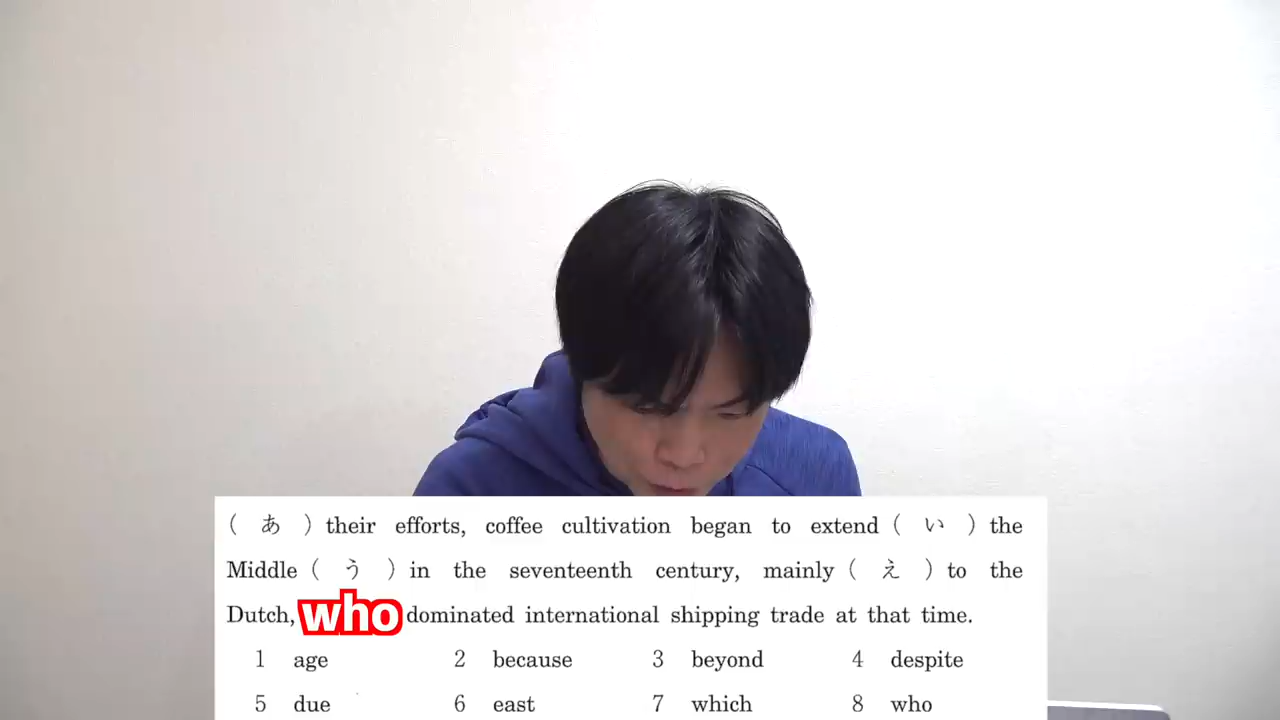 ( あ ) their efforts, coffee cultivation began to extend ( い ) the
Middle ( う ) in the seventeenth century, mainly ( え ) to the
Dutch, who dominated international shipping trade at that time.
1 age 2 because 3 beyond 4 despite
5 due 6 east 7 which 8 who